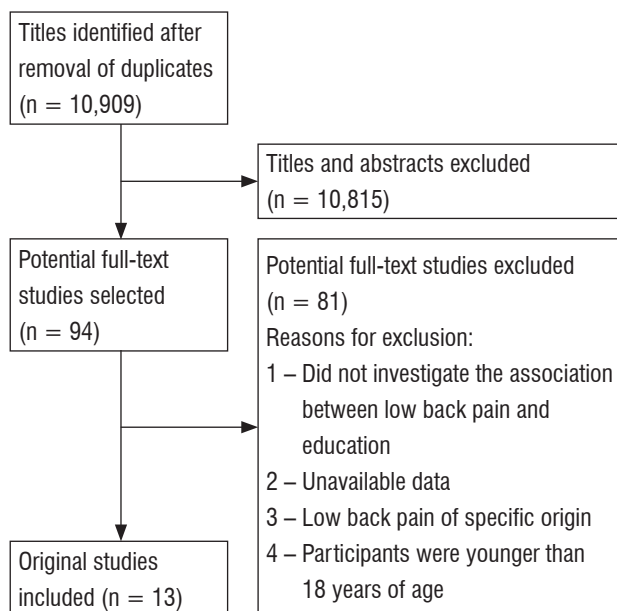 Titles identified after
removal of duplicates
(n = 10,909)
Titles and abstracts excluded
(n = 10,815)
Potential full-text
studies selected
(n = 94)
Potential full-text studies excluded
(n = 81)
Reasons for exclusion:
1 – Did not investigate the association
between low back pain and
education
2 – Unavailable data
3 – Low back pain of specific origin
4 – Participants were younger than
18 years of age
Original studies
included (n = 13)